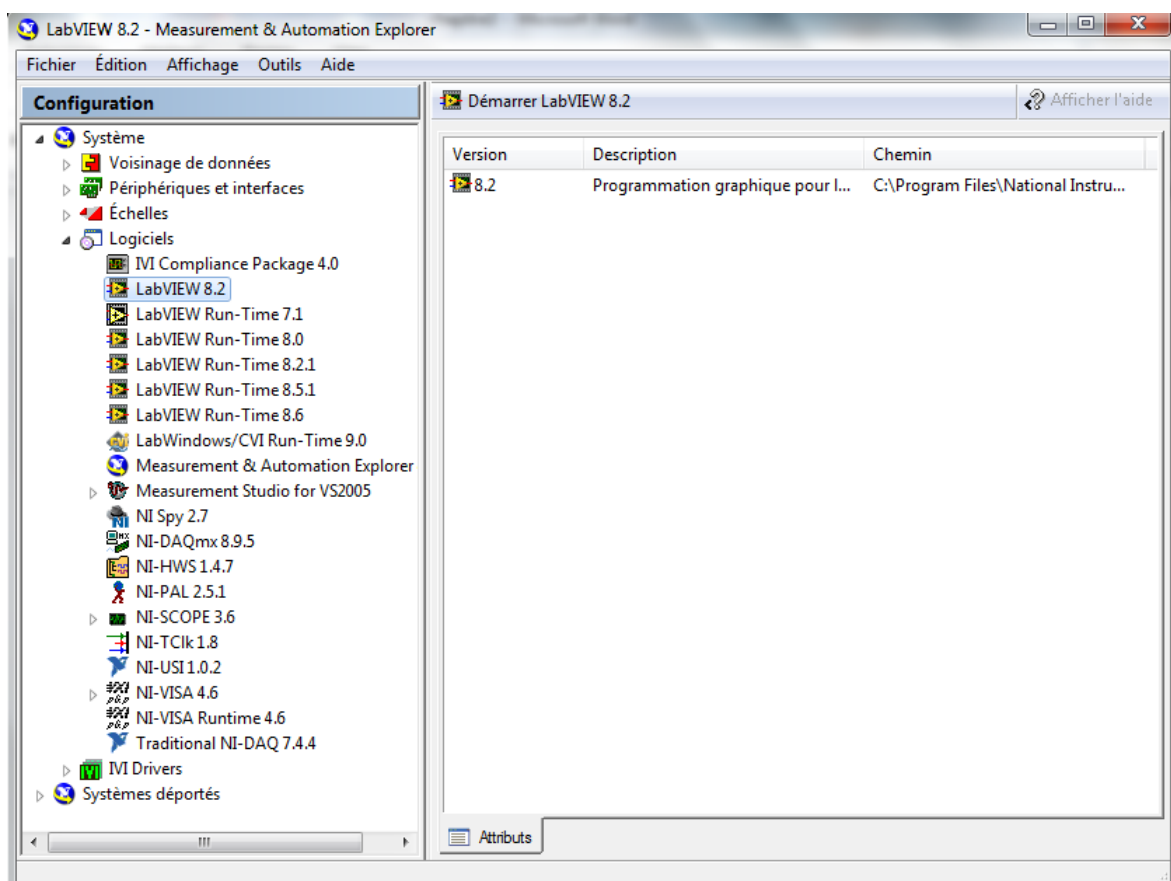 LabVIEW 8.2 - Measurement & Automation Explorer
Fichier Édition Affichage Outils Aide
Configuration
Système
Voisinage de données
Périphériques et interfaces
Échelles
Logiciels
IVI Compliance Package 4.0
LabVIEW 8.2
LabVIEW Run-Time 7.1
LabVIEW Run-Time 8.0
LabVIEW Run-Time 8.2.1
LabVIEW Run-Time 8.5.1
LabVIEW Run-Time 8.6
LabWindows/CVI Run-Time 9.0
Measurement & Automation Explorer
Measurement Studio for VS2005
NI Spy 2.7
NI-DAQmx 8.9.5
NI-HWS 1.4.7
NI-PAL 2.5.1
NI-SCOPE 3.6
NI-TClk 1.8
NI-USI 1.0.2
NI-VISA 4.6
NI-VISA Runtime 4.6
Traditional NI-DAQ 7.4.4
IVI Drivers
Systèmes déportés
Démarrer LabVIEW 8.2 Afficher l'aide
Version Description Chemin
8.2 Programmation graphique pour l... C:\Program Files\National Instru...
Attributs